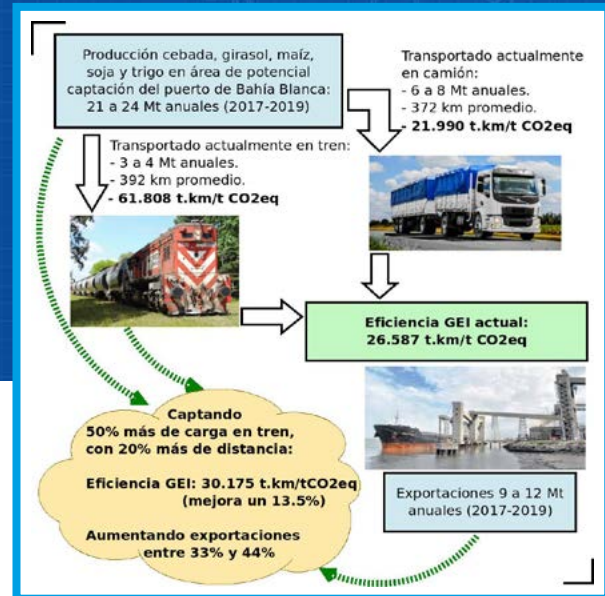 Producción cebada, girasol, maíz,
soja y trigo en área de potencial
captación del puerto de Bahía Blanca:
21 a 24 Mt anuales (2017-2019)
Transportado actualmente
en camión:
- 6 a 8 Mt anuales.
- 372 km promedio.
- 21.990 t.km/t CO2eq
Transportado actualmente en tren:
- 3 a 4 Mt anuales.
- 392 km promedio.
- 61.808 t.km/t CO2eq
Eficiencia GEI actual:
26.587 t.km/t CO2eq
Captando
50% más de carga en tren,
con 20% más de distancia:
Eficiencia GEI: 30.175 t.km/tCO2eq
(mejora un 13.5%)
Aumentando exportaciones
entre 33% y 44%
Exportaciones 9 a 12 Mt
anuales (2017-2019)